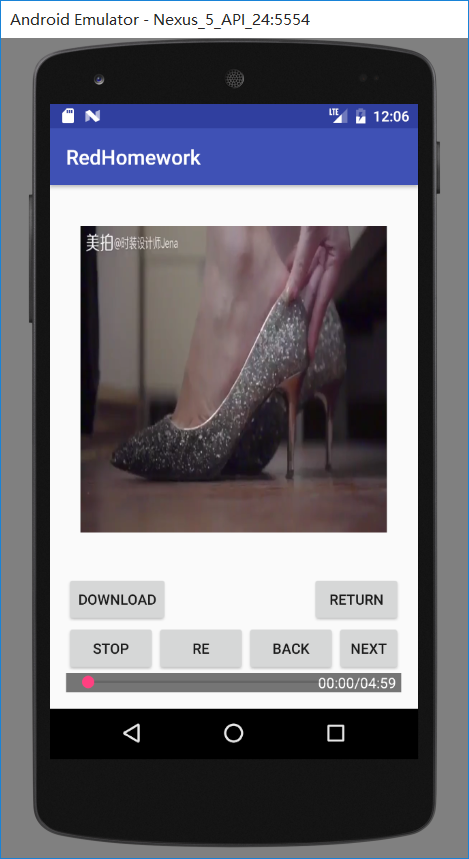 Android Emulator - Nexus_5_API_24:5554
LTE 12:06
RedHomework
美拍@时装设计师Jena
DOWNLOAD RETURN
STOP RE BACK NEXT
00:00/04:59